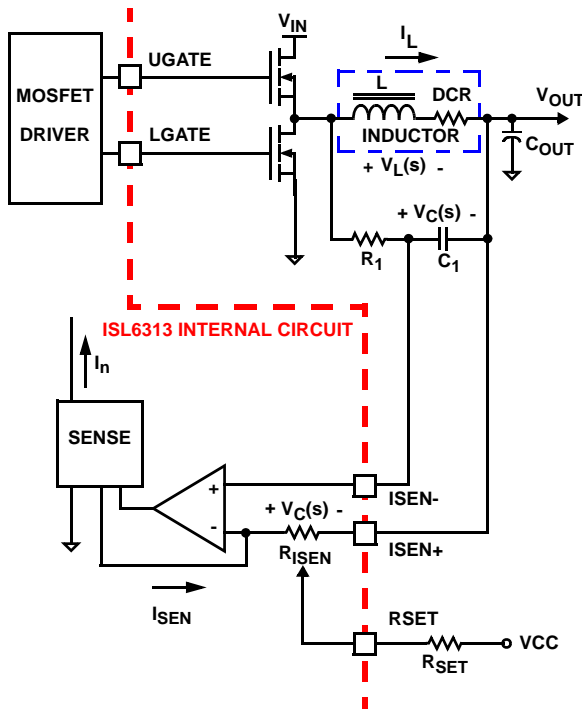 V_IN
I_L
MOSFET
DRIVER
UGATE
LGATE
L
DCR
INDUCTOR
V_OUT
C_OUT
+ V_L(s) -
+ V_C(s) -
R_1
C_1
ISL6313 INTERNAL CIRCUIT
I_n
SENSE
+
-
+ V_C(s) -
R_ISEN
ISEN-
ISEN+
I_SEN
RSET
R_SET
VCC